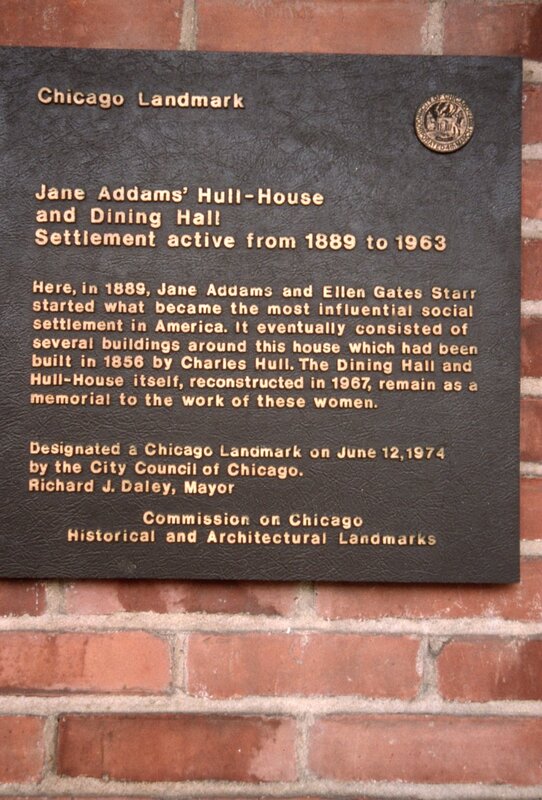 Chicago Landmark
Jane Addams' Hull-House
and Dining Hall
Settlement active from 1889 to 1963
Here, in 1889, Jane Addams and Ellen Gates Starr
started what became the most influential social
settlement in America. It eventually consisted of
several buildings around this house which had been
built in 1856 by Charles Hull. The Dining Hall and
Hull-House itself, reconstructed in 1967, remain as a
memorial to the work of these women.
Designated a Chicago Landmark on June 12, 1974
by the City Council of Chicago.
Richard J. Daley, Mayor
Commission on Chicago
Historical and Architectural Landmarks